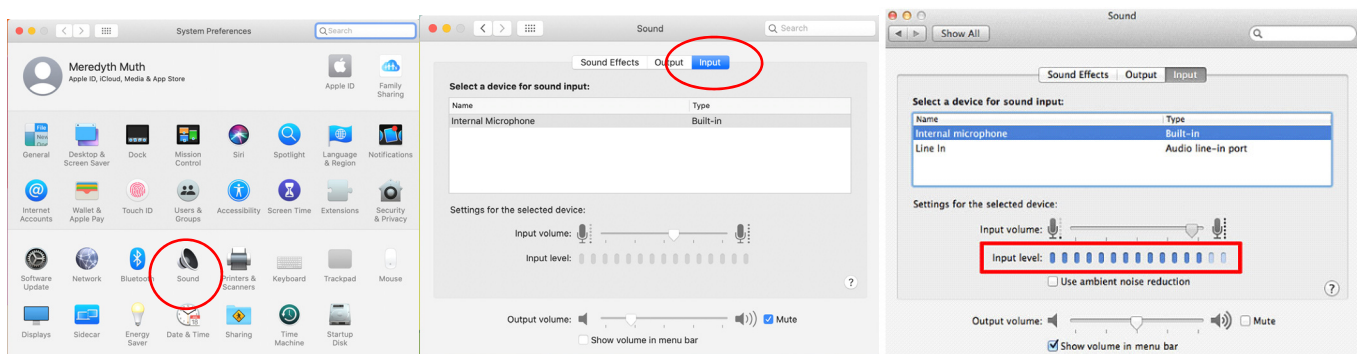 System Preferences
Search
Meredyth Muth
Apple ID, iCloud, Media & App Store
Apple ID
Family
Sharing
General
Desktop &
Screen Saver
Dock
Mission
Control
Siri
Spotlight
Language
& Region
Notifications
Internet
Accounts
Wallet &
Apple Pay
Touch ID
Users &
Groups
Accessibility
Screen Time
Extensions
Security
& Privacy
Software
Update
Network
Bluetooth
Sound
Printers &
Scanners
Keyboard
Trackpad
Mouse
Displays
Sidecar
Energy
Saver
Date & Time
Sharing
Time
Machine
Startup
Disk
Sound
Search
Sound Effects Output Input
Select a device for sound input:
Name Type
Internal Microphone Built-in
Settings for the selected device:
Input volume:
Input level:
?
Output volume: Mute
Show volume in menu bar
Sound
Show All
Sound Effects Output Input
Select a device for sound input:
Name Type
Internal microphone Built-in
Line In Audio line-in port
Settings for the selected device:
Input volume:
Input level:
Use ambient noise reduction
?
Output volume: Mute
Show volume in menu bar